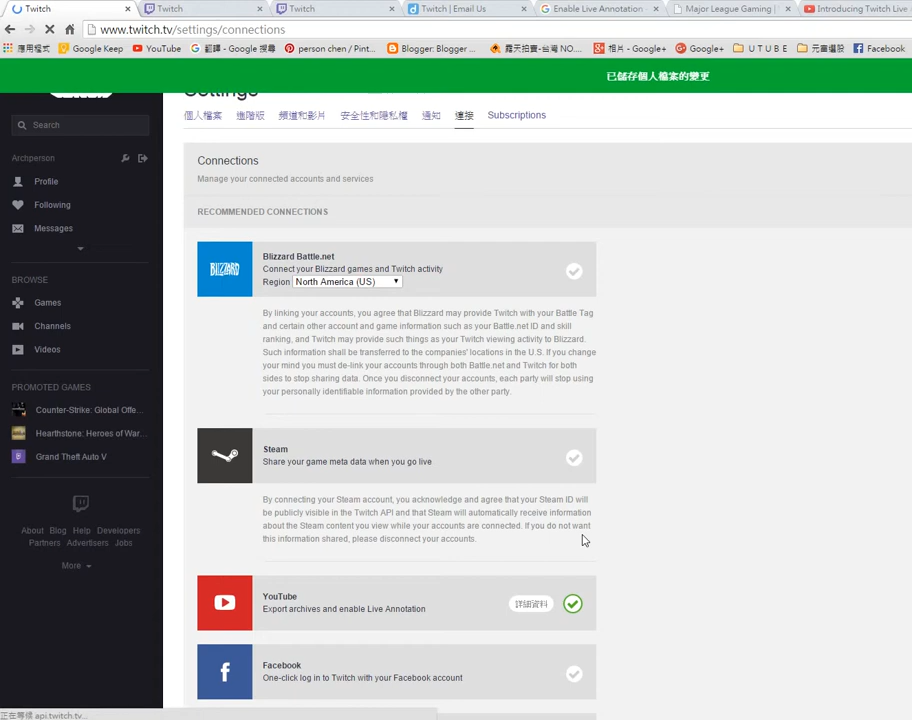 Twitch
Twitch
Twitch
Twitch | Email Us
Enable Live Annotation
Major League Gaming |
Introducing Twitch Live
www.twitch.tv/settings/connections
應用程式
Google Keep
YouTube
翻譯 - Google 搜尋
person chen / Pint...
Blogger: Blogger ...
露天拍賣-台灣 NO....
相片 - Google+
Google+
U T U B E
元富選股
Facebook
已儲存個人檔案的變更
Settings
個人檔案
進階版
頻道和影片
安全性和隱私權
通知
連接
Subscriptions
Search
Archperson
Profile
Following
Messages
BROWSE
Games
Channels
Videos
PROMOTED GAMES
Counter-Strike: Global Offe...
Hearthstone: Heroes of War...
Grand Theft Auto V
About Blog Help Developers
Partners Advertisers Jobs
More
Connections
Manage your connected accounts and services
RECOMMENDED CONNECTIONS
BLIZZARD
Blizzard Battle.net
Connect your Blizzard games and Twitch activity
Region North America (US)
By linking your accounts, you agree that Blizzard may provide Twitch with your Battle Tag
and certain other account and game information such as your Battle.net ID and skill
ranking, and Twitch may provide such things as your Twitch viewing activity to Blizzard.
Such information shall be transferred to the companies' locations in the U.S. If you change
your mind you must de-link your accounts through both Battle.net and Twitch for both
sides to stop sharing data. Once you disconnect your accounts, each party will stop using
your personally identifiable information provided by the other party.
Steam
Share your game meta data when you go live
By connecting your Steam account, you acknowledge and agree that your Steam ID will
be publicly visible in the Twitch API and that Steam will automatically receive information
about the Steam content you view while your accounts are connected. If you do not want
this information shared, please disconnect your accounts.
YouTube
Export archives and enable Live Annotation
詳細資料
Facebook
One-click log in to Twitch with your Facebook account
正在等候 api.twitch.tv...